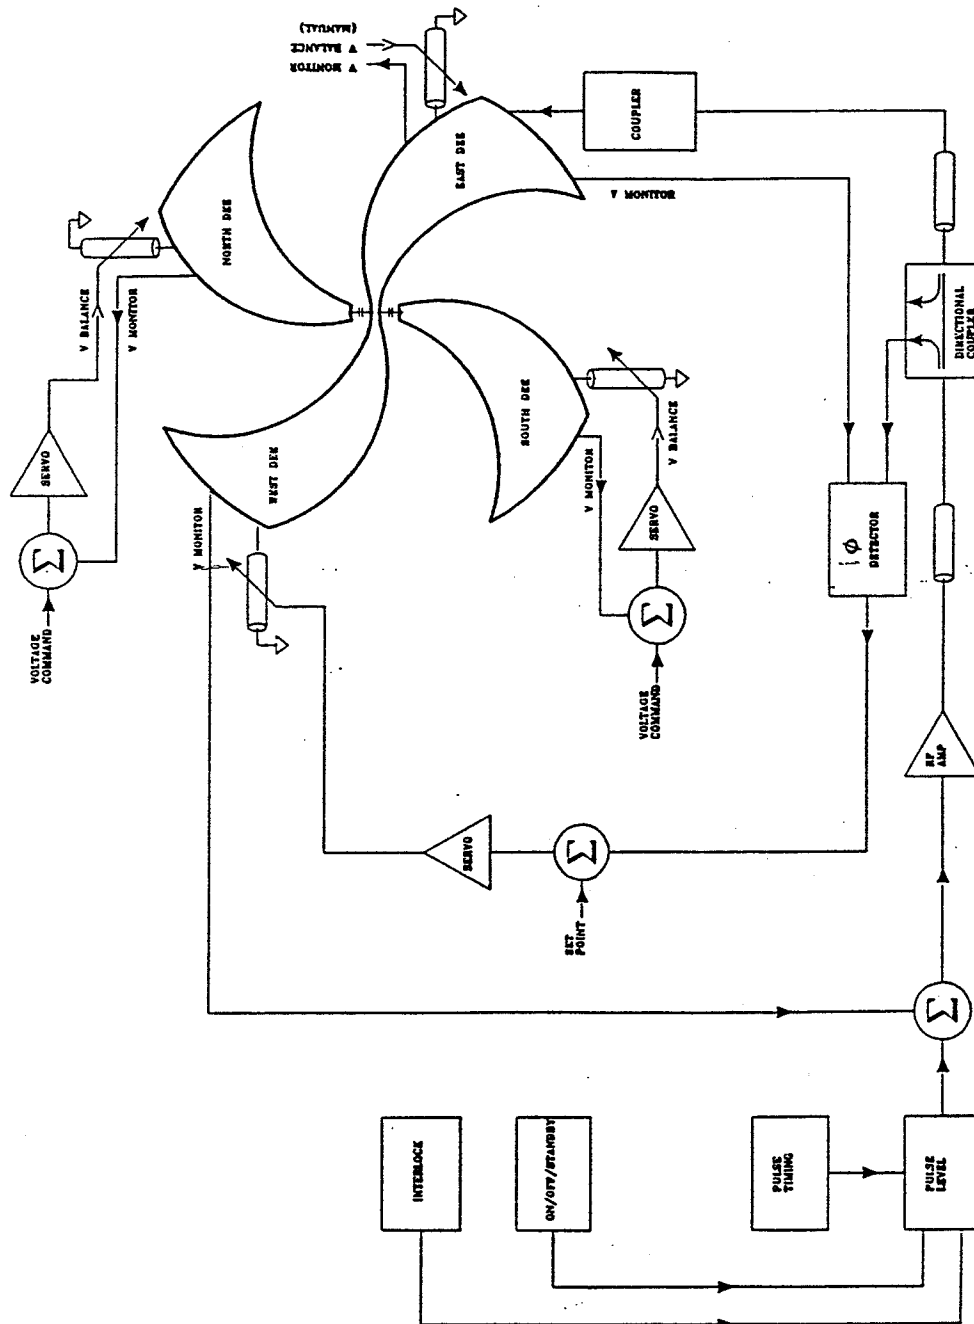 V BALANCE
(MANUAL)
V MONITOR
EAST DEE
COUPLER
V MONITOR
NORTH DEE
V BALANCE
V MONITOR
SERVO
Σ
VOLTAGE
COMMAND
WEST DEE
V MONITOR
SOUTH DEE
V MONITOR
V BALANCE
SERVO
Σ
VOLTAGE
COMMAND
DIRECTIONAL
COUPLER
φ
DETECTOR
RF
AMP
SERVO
Σ
SET
POINT
Σ
INTERLOCK
ON/OFF/STANDBY
PULSE
TIMING
PULSE
LEVEL